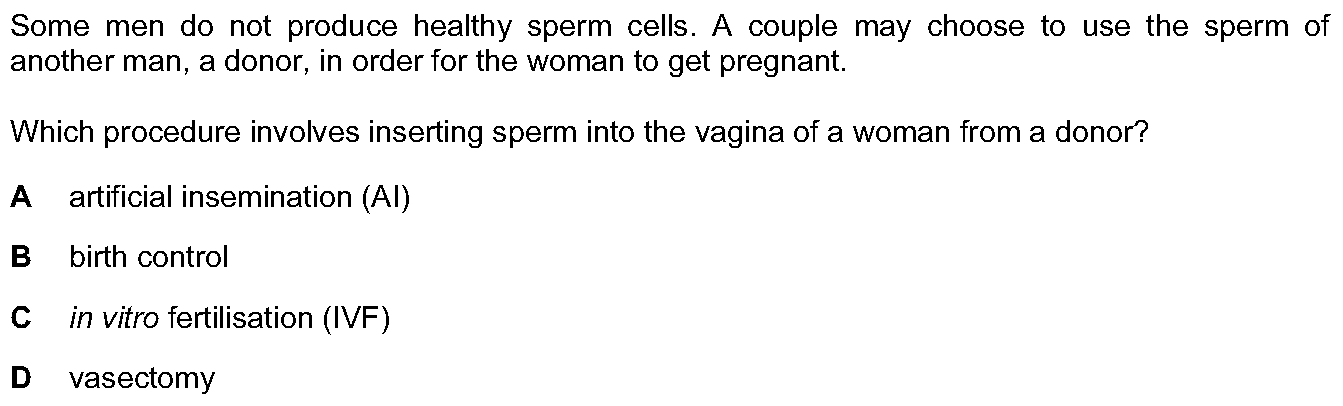 Some men do not produce healthy sperm cells. A couple may choose to use the sperm of
another man, a donor, in order for the woman to get pregnant.
Which procedure involves inserting sperm into the vagina of a woman from a donor?
A artificial insemination (AI)
B birth control
C in vitro fertilisation (IVF)
D vasectomy